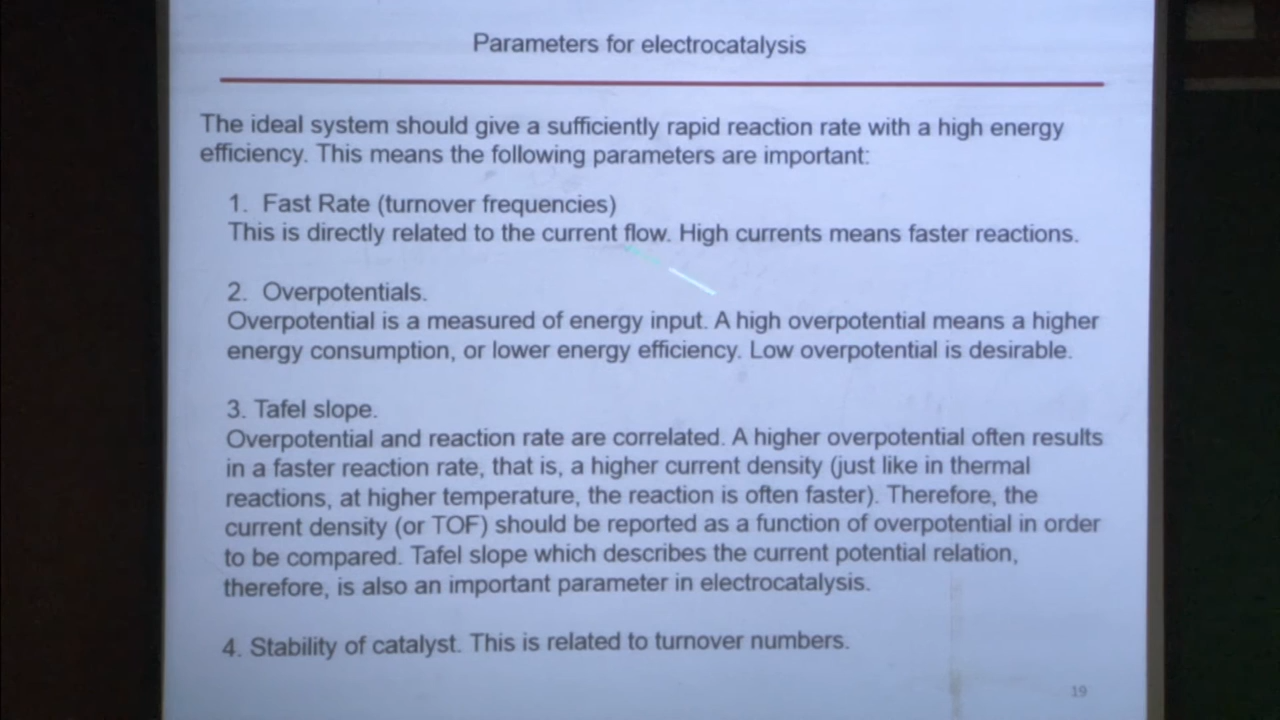 Parameters for electrocatalysis
The ideal system should give a sufficiently rapid reaction rate with a high energy
efficiency. This means the following parameters are important:
1. Fast Rate (turnover frequencies)
This is directly related to the current flow. High currents means faster reactions.
2. Overpotentials.
Overpotential is a measured of energy input. A high overpotential means a higher
energy consumption, or lower energy efficiency. Low overpotential is desirable.
3. Tafel slope.
Overpotential and reaction rate are correlated. A higher overpotential often results
in a faster reaction rate, that is, a higher current density (just like in thermal
reactions, at higher temperature, the reaction is often faster). Therefore, the
current density (or TOF) should be reported as a function of overpotential in order
to be compared. Tafel slope which describes the current potential relation,
therefore, is also an important parameter in electrocatalysis.
4. Stability of catalyst. This is related to turnover numbers.
19